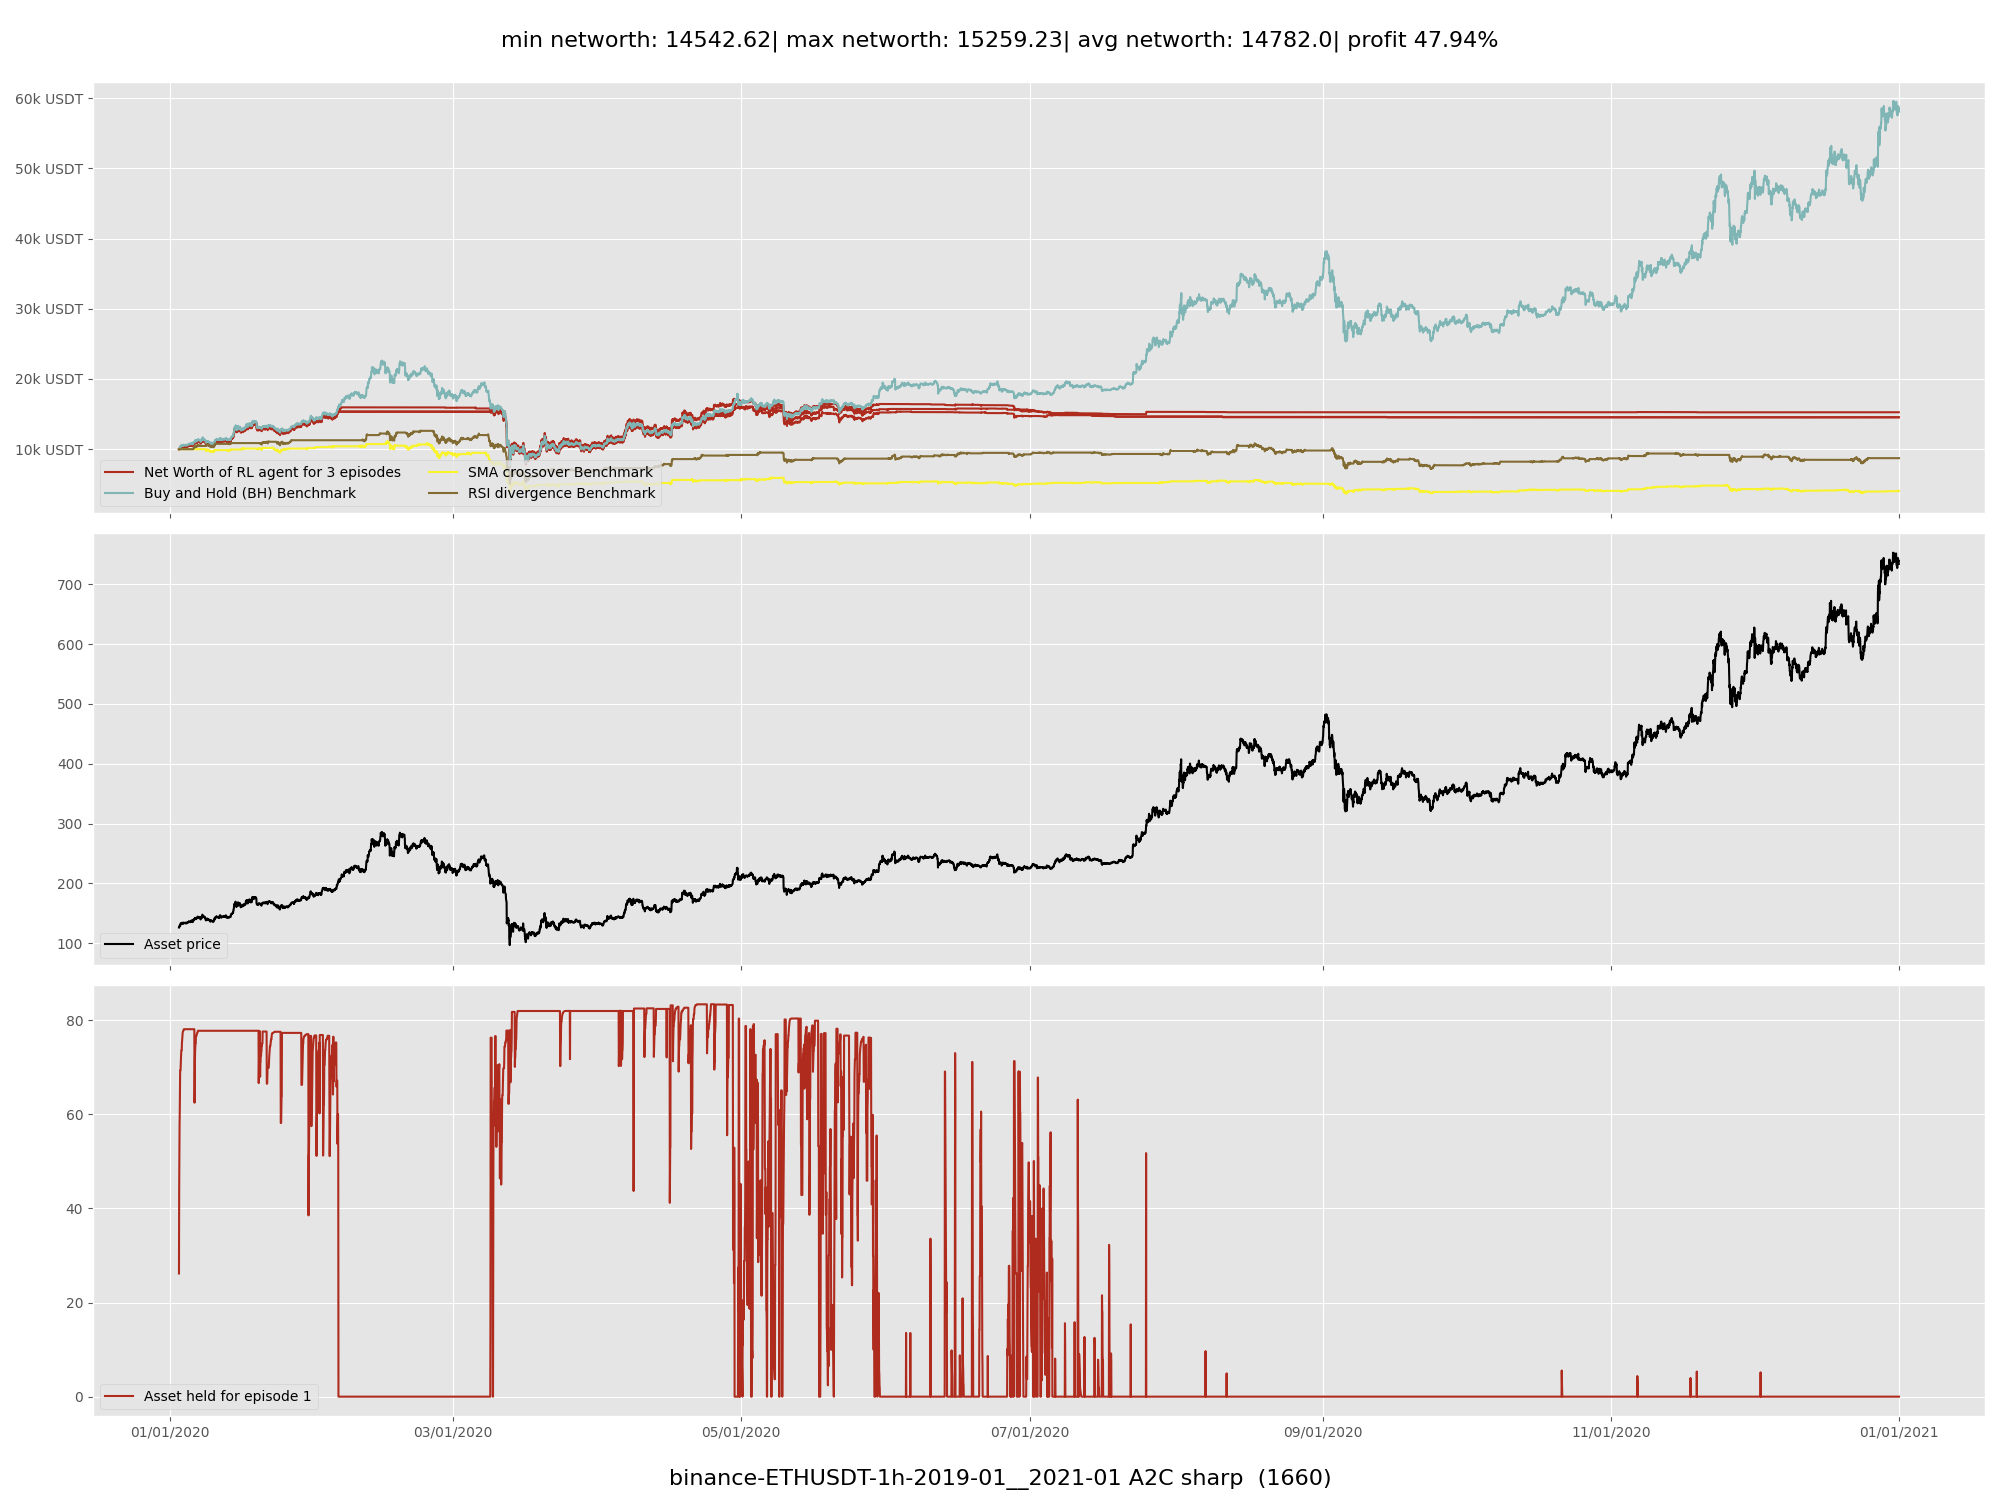 min networth: 14542.62| max networth: 15259.23| avg networth: 14782.0| profit 47.94%
60k USDT
50k USDT
40k USDT
30k USDT
20k USDT
10k USDT
Net Worth of RL agent for 3 episodes
Buy and Hold (BH) Benchmark
SMA crossover Benchmark
RSI divergence Benchmark
700
600
500
400
300
200
100
Asset price
80
60
40
20
0
Asset held for episode 1
01/01/2020 03/01/2020 05/01/2020 07/01/2020 09/01/2020 11/01/2020 01/01/2021
binance-ETHUSDT-1h-2019-01__2021-01 A2C sharp (1660)